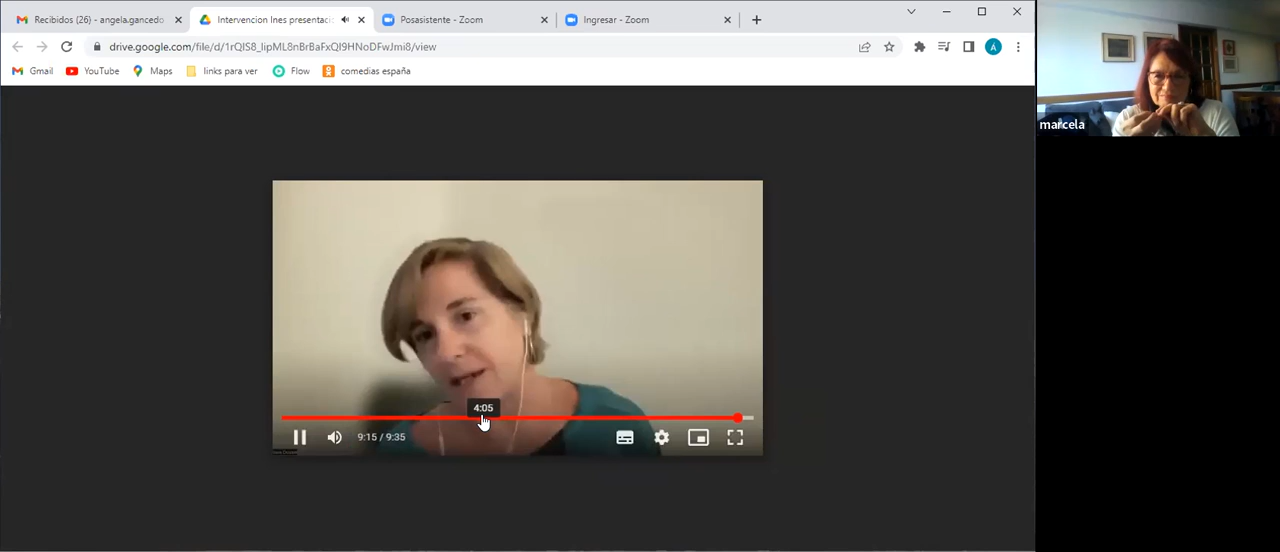 Recibidos (26) - angela.gancedo
Intervencion Ines presentaci
Posasistente - Zoom
Ingresar - Zoom
drive.google.com/file/d/1rQIS8_IipML8nBrBaFxQI9HNoDFwJmi8/view
A
Gmail
YouTube
Maps
links para ver
Flow
comedias españa
marcela
4:05
9:15 / 9:35